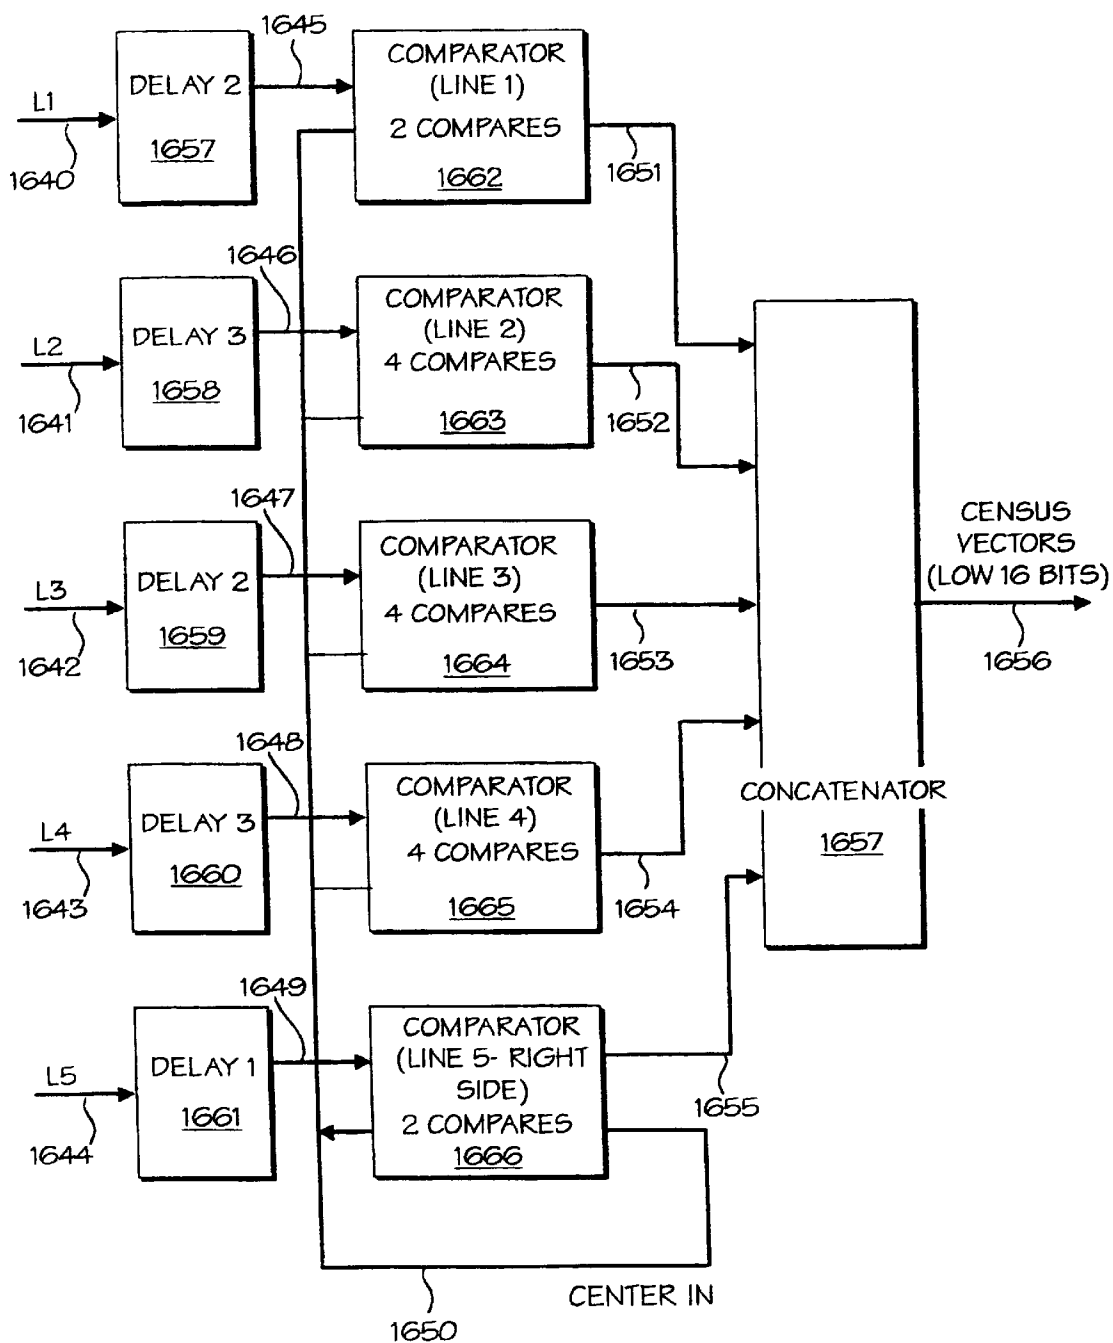 1645
L1
1640
DELAY 2
1657
COMPARATOR
(LINE 1)
2 COMPARES
1662
1651
1646
L2
1641
DELAY 3
1658
COMPARATOR
(LINE 2)
4 COMPARES
1663
1652
1647
L3
1642
DELAY 2
1659
COMPARATOR
(LINE 3)
4 COMPARES
1664
1653
1648
L4
1643
DELAY 3
1660
COMPARATOR
(LINE 4)
4 COMPARES
1665
1654
1649
L5
1644
DELAY 1
1661
COMPARATOR
(LINE 5- RIGHT
SIDE)
2 COMPARES
1666
1655
CONCATENATOR
1657
CENSUS
VECTORS
(LOW 16 BITS)
1656
CENTER IN
1650